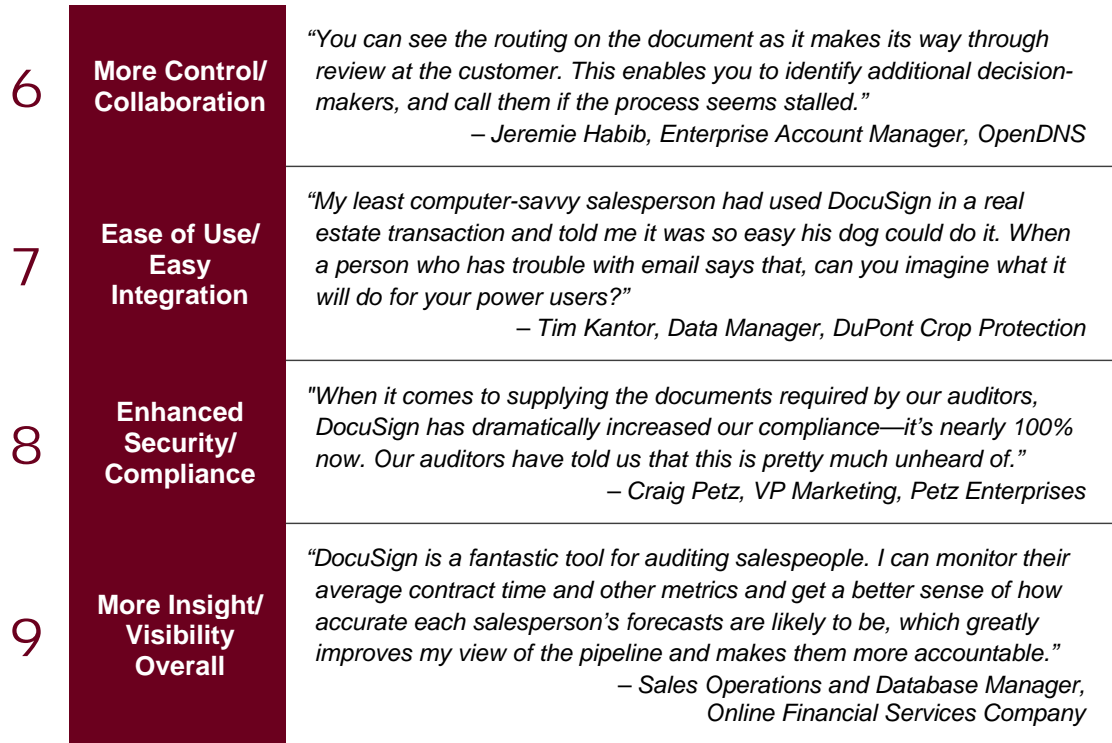 6
More Control/
Collaboration
“You can see the routing on the document as it makes its way through
review at the customer. This enables you to identify additional decision-
makers, and call them if the process seems stalled.”
– Jeremie Habib, Enterprise Account Manager, OpenDNS
7
Ease of Use/
Easy
Integration
“My least computer-savvy salesperson had used DocuSign in a real
estate transaction and told me it was so easy his dog could do it. When
a person who has trouble with email says that, can you imagine what it
will do for your power users?”
– Tim Kantor, Data Manager, DuPont Crop Protection
8
Enhanced
Security/
Compliance
"When it comes to supplying the documents required by our auditors,
DocuSign has dramatically increased our compliance—it’s nearly 100%
now. Our auditors have told us that this is pretty much unheard of.”
– Craig Petz, VP Marketing, Petz Enterprises
9
More Insight/
Visibility
Overall
“DocuSign is a fantastic tool for auditing salespeople. I can monitor their
average contract time and other metrics and get a better sense of how
accurate each salesperson’s forecasts are likely to be, which greatly
improves my view of the pipeline and makes them more accountable.”
– Sales Operations and Database Manager,
Online Financial Services Company